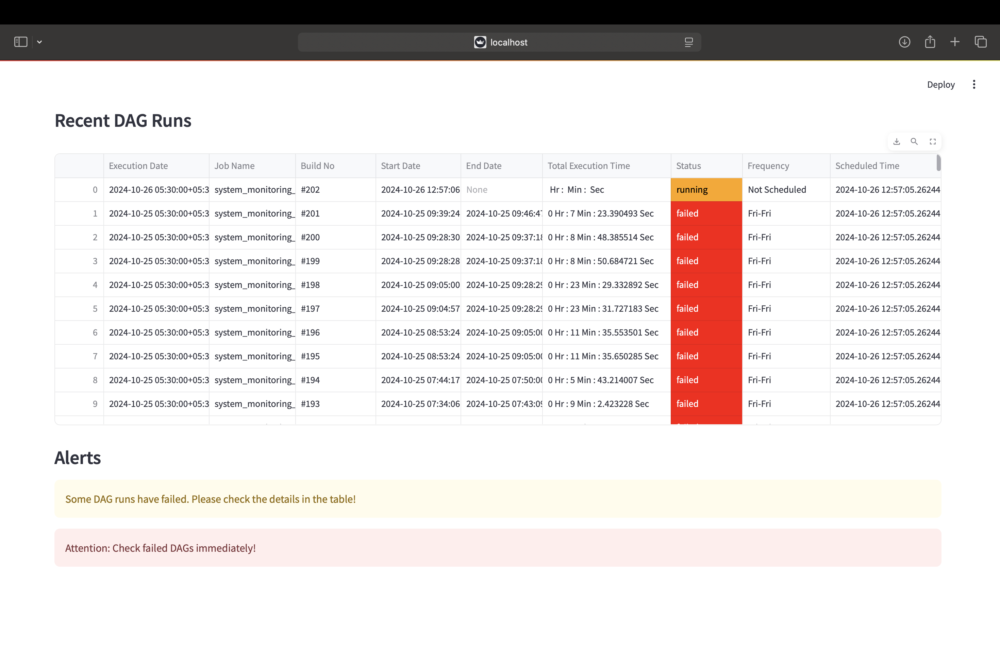 localhost
Deploy
Recent DAG Runs
Execution Date Job Name Build No Start Date End Date Total Execution Time Status Frequency Scheduled Time
0 2024-10-26 05:30:00+05:3 system_monitoring_ #202 2024-10-26 12:57:06 None Hr : Min : Sec running Not Scheduled 2024-10-26 12:57:05.26244
1 2024-10-25 05:30:00+05:3 system_monitoring_ #201 2024-10-25 09:39:24 2024-10-25 09:46:47 0 Hr : 7 Min : 23.390493 Sec failed Fri-Fri 2024-10-26 12:57:05.26244
2 2024-10-25 05:30:00+05:3 system_monitoring_ #200 2024-10-25 09:28:30 2024-10-25 09:37:18 0 Hr : 8 Min : 48.385514 Sec failed Fri-Fri 2024-10-26 12:57:05.26244
3 2024-10-25 05:30:00+05:3 system_monitoring_ #199 2024-10-25 09:28:28 2024-10-25 09:37:18 0 Hr : 8 Min : 50.684721 Sec failed Fri-Fri 2024-10-26 12:57:05.26244
4 2024-10-25 05:30:00+05:3 system_monitoring_ #198 2024-10-25 09:05:00 2024-10-25 09:28:29 0 Hr : 23 Min : 29.332892 Sec failed Fri-Fri 2024-10-26 12:57:05.26244
5 2024-10-25 05:30:00+05:3 system_monitoring_ #197 2024-10-25 09:04:57 2024-10-25 09:28:29 0 Hr : 23 Min : 31.727183 Sec failed Fri-Fri 2024-10-26 12:57:05.26244
6 2024-10-25 05:30:00+05:3 system_monitoring_ #196 2024-10-25 08:53:24 2024-10-25 09:05:00 0 Hr : 11 Min : 35.553501 Sec failed Fri-Fri 2024-10-26 12:57:05.26244
7 2024-10-25 05:30:00+05:3 system_monitoring_ #195 2024-10-25 08:53:24 2024-10-25 09:05:00 0 Hr : 11 Min : 35.650285 Sec failed Fri-Fri 2024-10-26 12:57:05.26244
8 2024-10-25 05:30:00+05:3 system_monitoring_ #194 2024-10-25 07:44:17 2024-10-25 07:50:00 0 Hr : 5 Min : 43.214007 Sec failed Fri-Fri 2024-10-26 12:57:05.26244
9 2024-10-25 05:30:00+05:3 system_monitoring_ #193 2024-10-25 07:34:06 2024-10-25 07:43:09 0 Hr : 9 Min : 2.423228 Sec failed Fri-Fri 2024-10-26 12:57:05.26244
Alerts
Some DAG runs have failed. Please check the details in the table!
Attention: Check failed DAGs immediately!